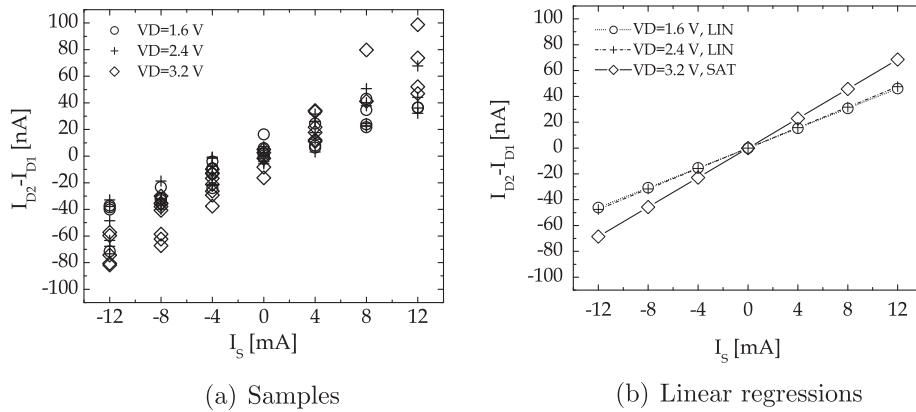 100
80
60
40
20
0
-20
-40
-60
-80
-100
I_D2-I_D1 [nA]
VD=1.6 V
VD=2.4 V
VD=3.2 V
-12 -8 -4 0 4 8 12
I_S [mA]
(a) Samples
100
80
60
40
20
0
-20
-40
-60
-80
-100
I_D2-I_D1 [nA]
VD=1.6 V, LIN
VD=2.4 V, LIN
VD=3.2 V, SAT
-12 -8 -4 0 4 8 12
I_S [mA]
(b) Linear regressions